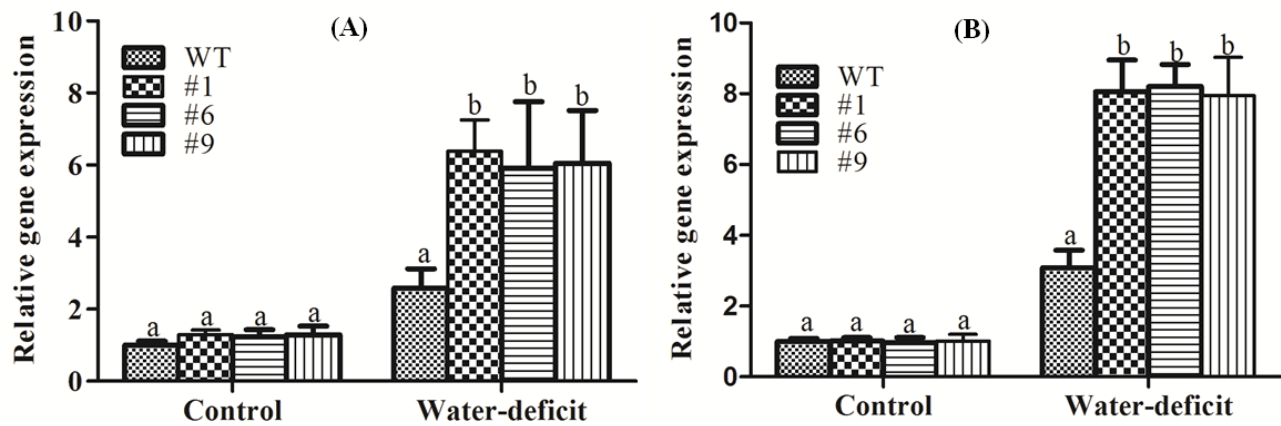 (A)
Relative gene expression
10
8
6
4
2
0
WT
#1
#6
#9
a a a a
a b b b
Control Water-deficit
(B)
Relative gene expression
10
8
6
4
2
0
WT
#1
#6
#9
a a a a
a b b b
Control Water-deficit